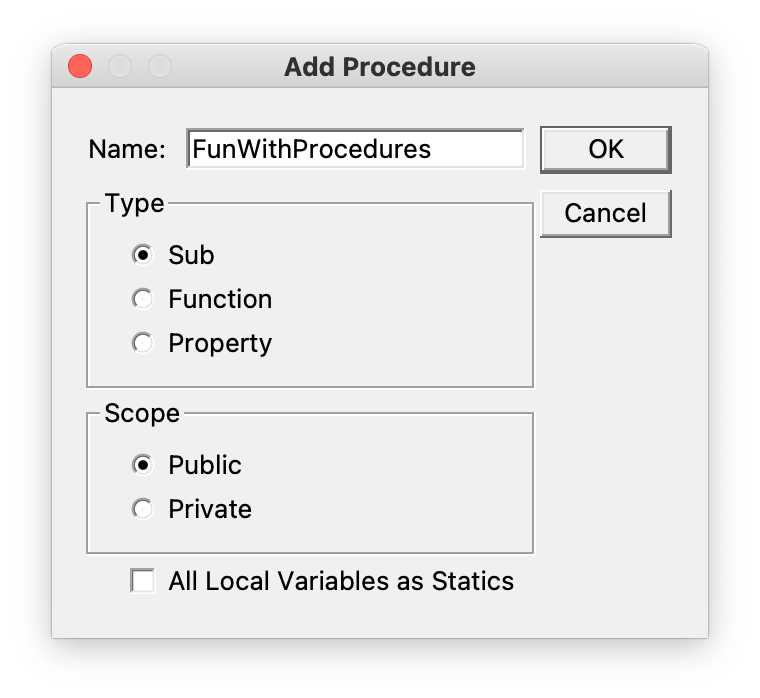 Add Procedure
Name: FunWithProcedures OK
Cancel
Type
Sub
Function
Property
Scope
Public
Private
All Local Variables as Statics